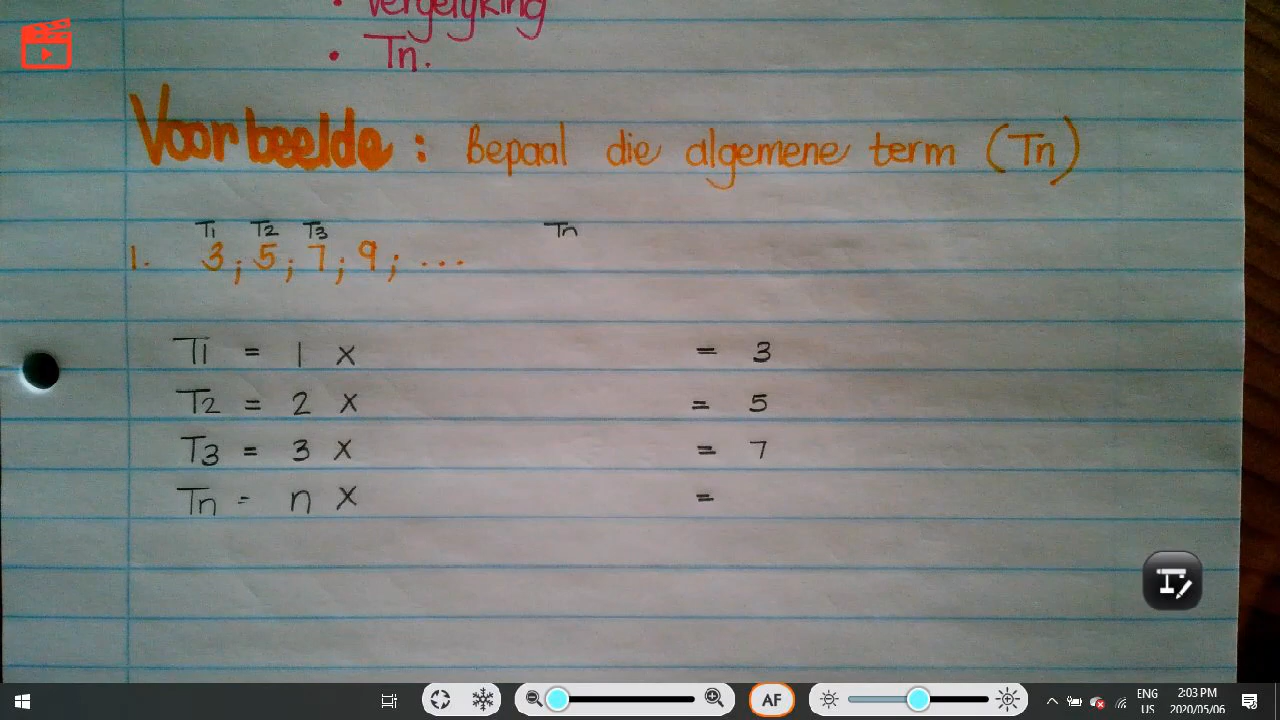 • Vergelyking
• Tn.
Voorbeelde : Bepaal die algemene term (Tn)
T1 T2 T3 Tn
1. 3 ; 5 ; 7 ; 9 ; ...
T1 = 1 x = 3
T2 = 2 x = 5
T3 = 3 x = 7
Tn = n x =
AF
ENG 2:03 PM
US 2020/05/06